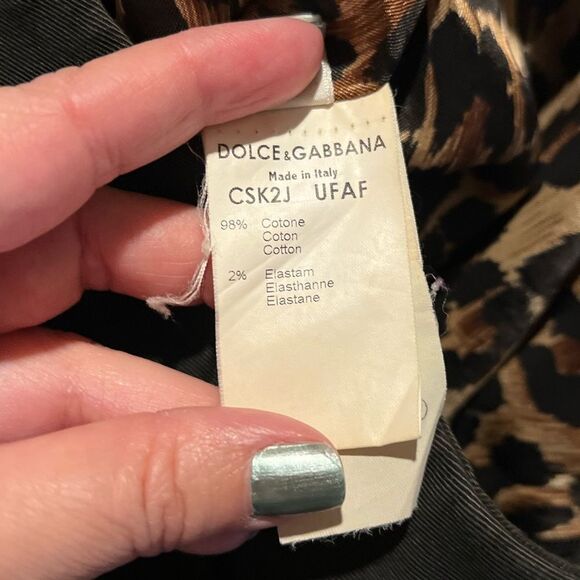 DOLCE&GABBANA
Made in Italy
CSK2J UFAF
98% Cotone
Coton
Cotton
2% Elastam
Elasthanne
Elastane